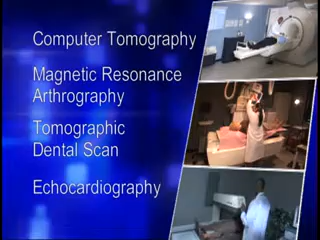 Computer Tomography
Magnetic Resonance
Arthrography
Tomographic
Dental Scan
Echocardiography